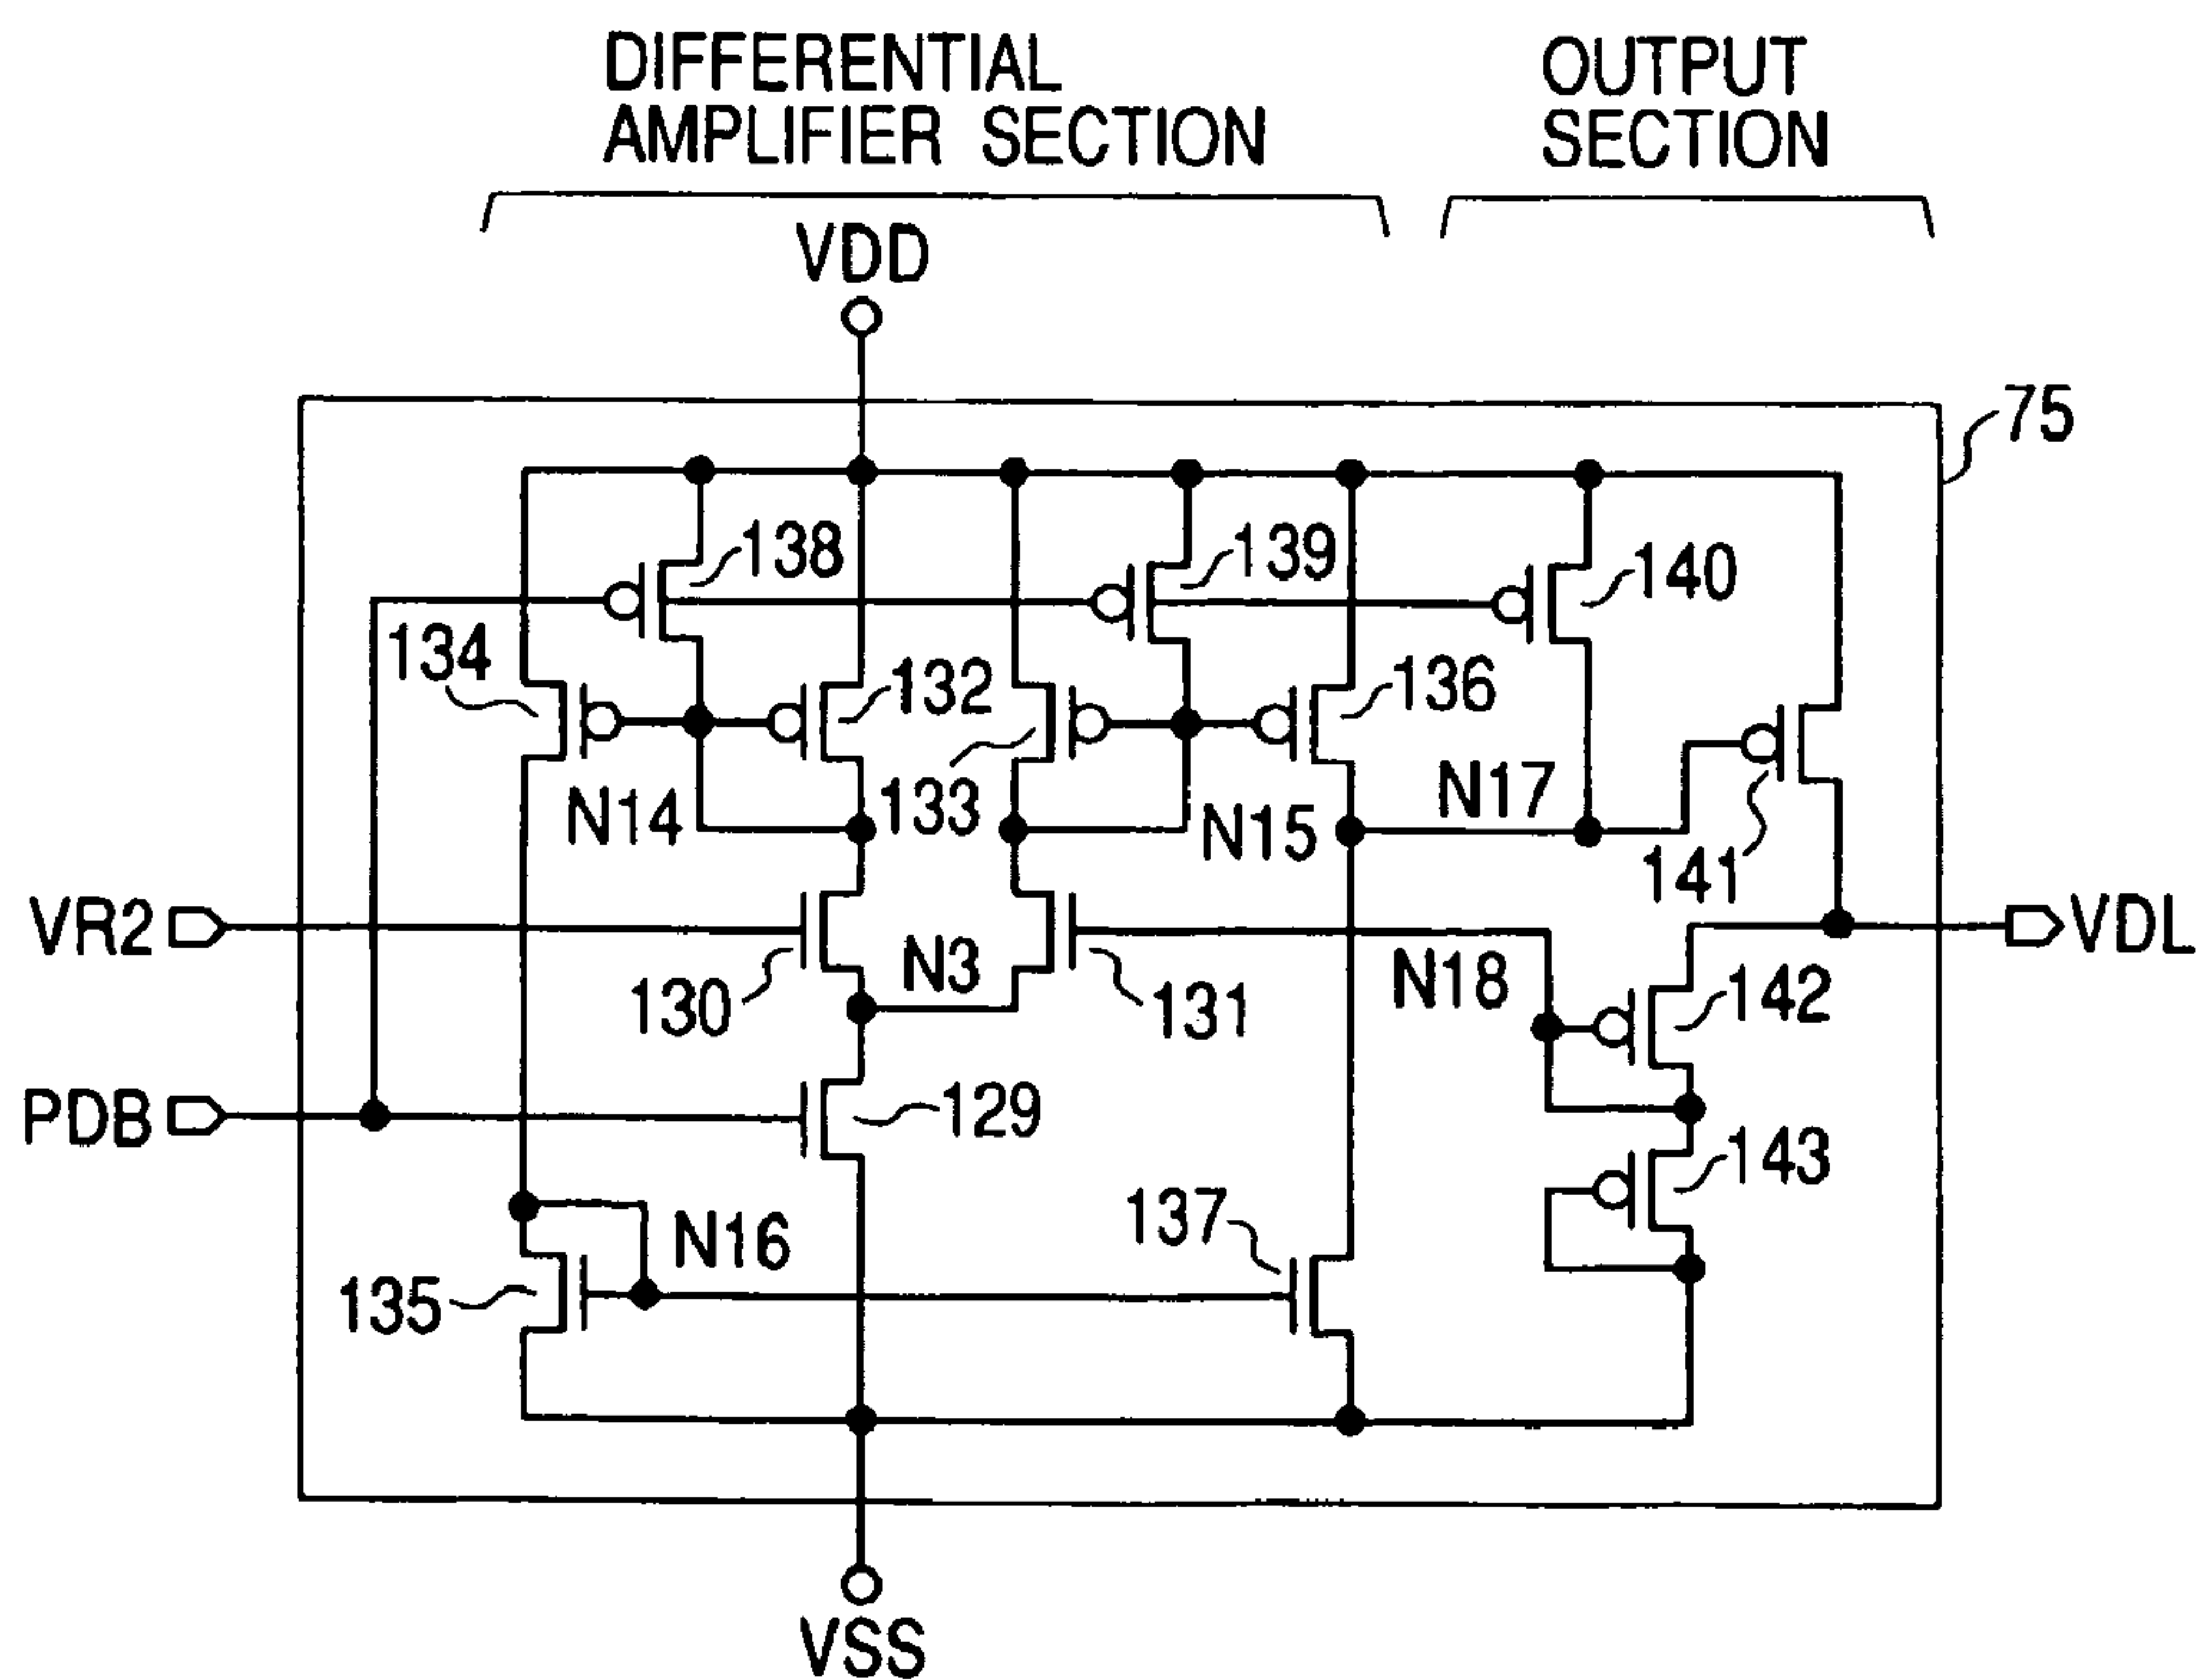 DIFFERENTIAL
AMPLIFIER SECTION
OUTPUT
SECTION
VDD
75
138
139
140
134
132
136
133
N14
N15
N17
141
VR2
VDL
130
N3
131
N18
142
PDB
129
143
137
N16
135
VSS